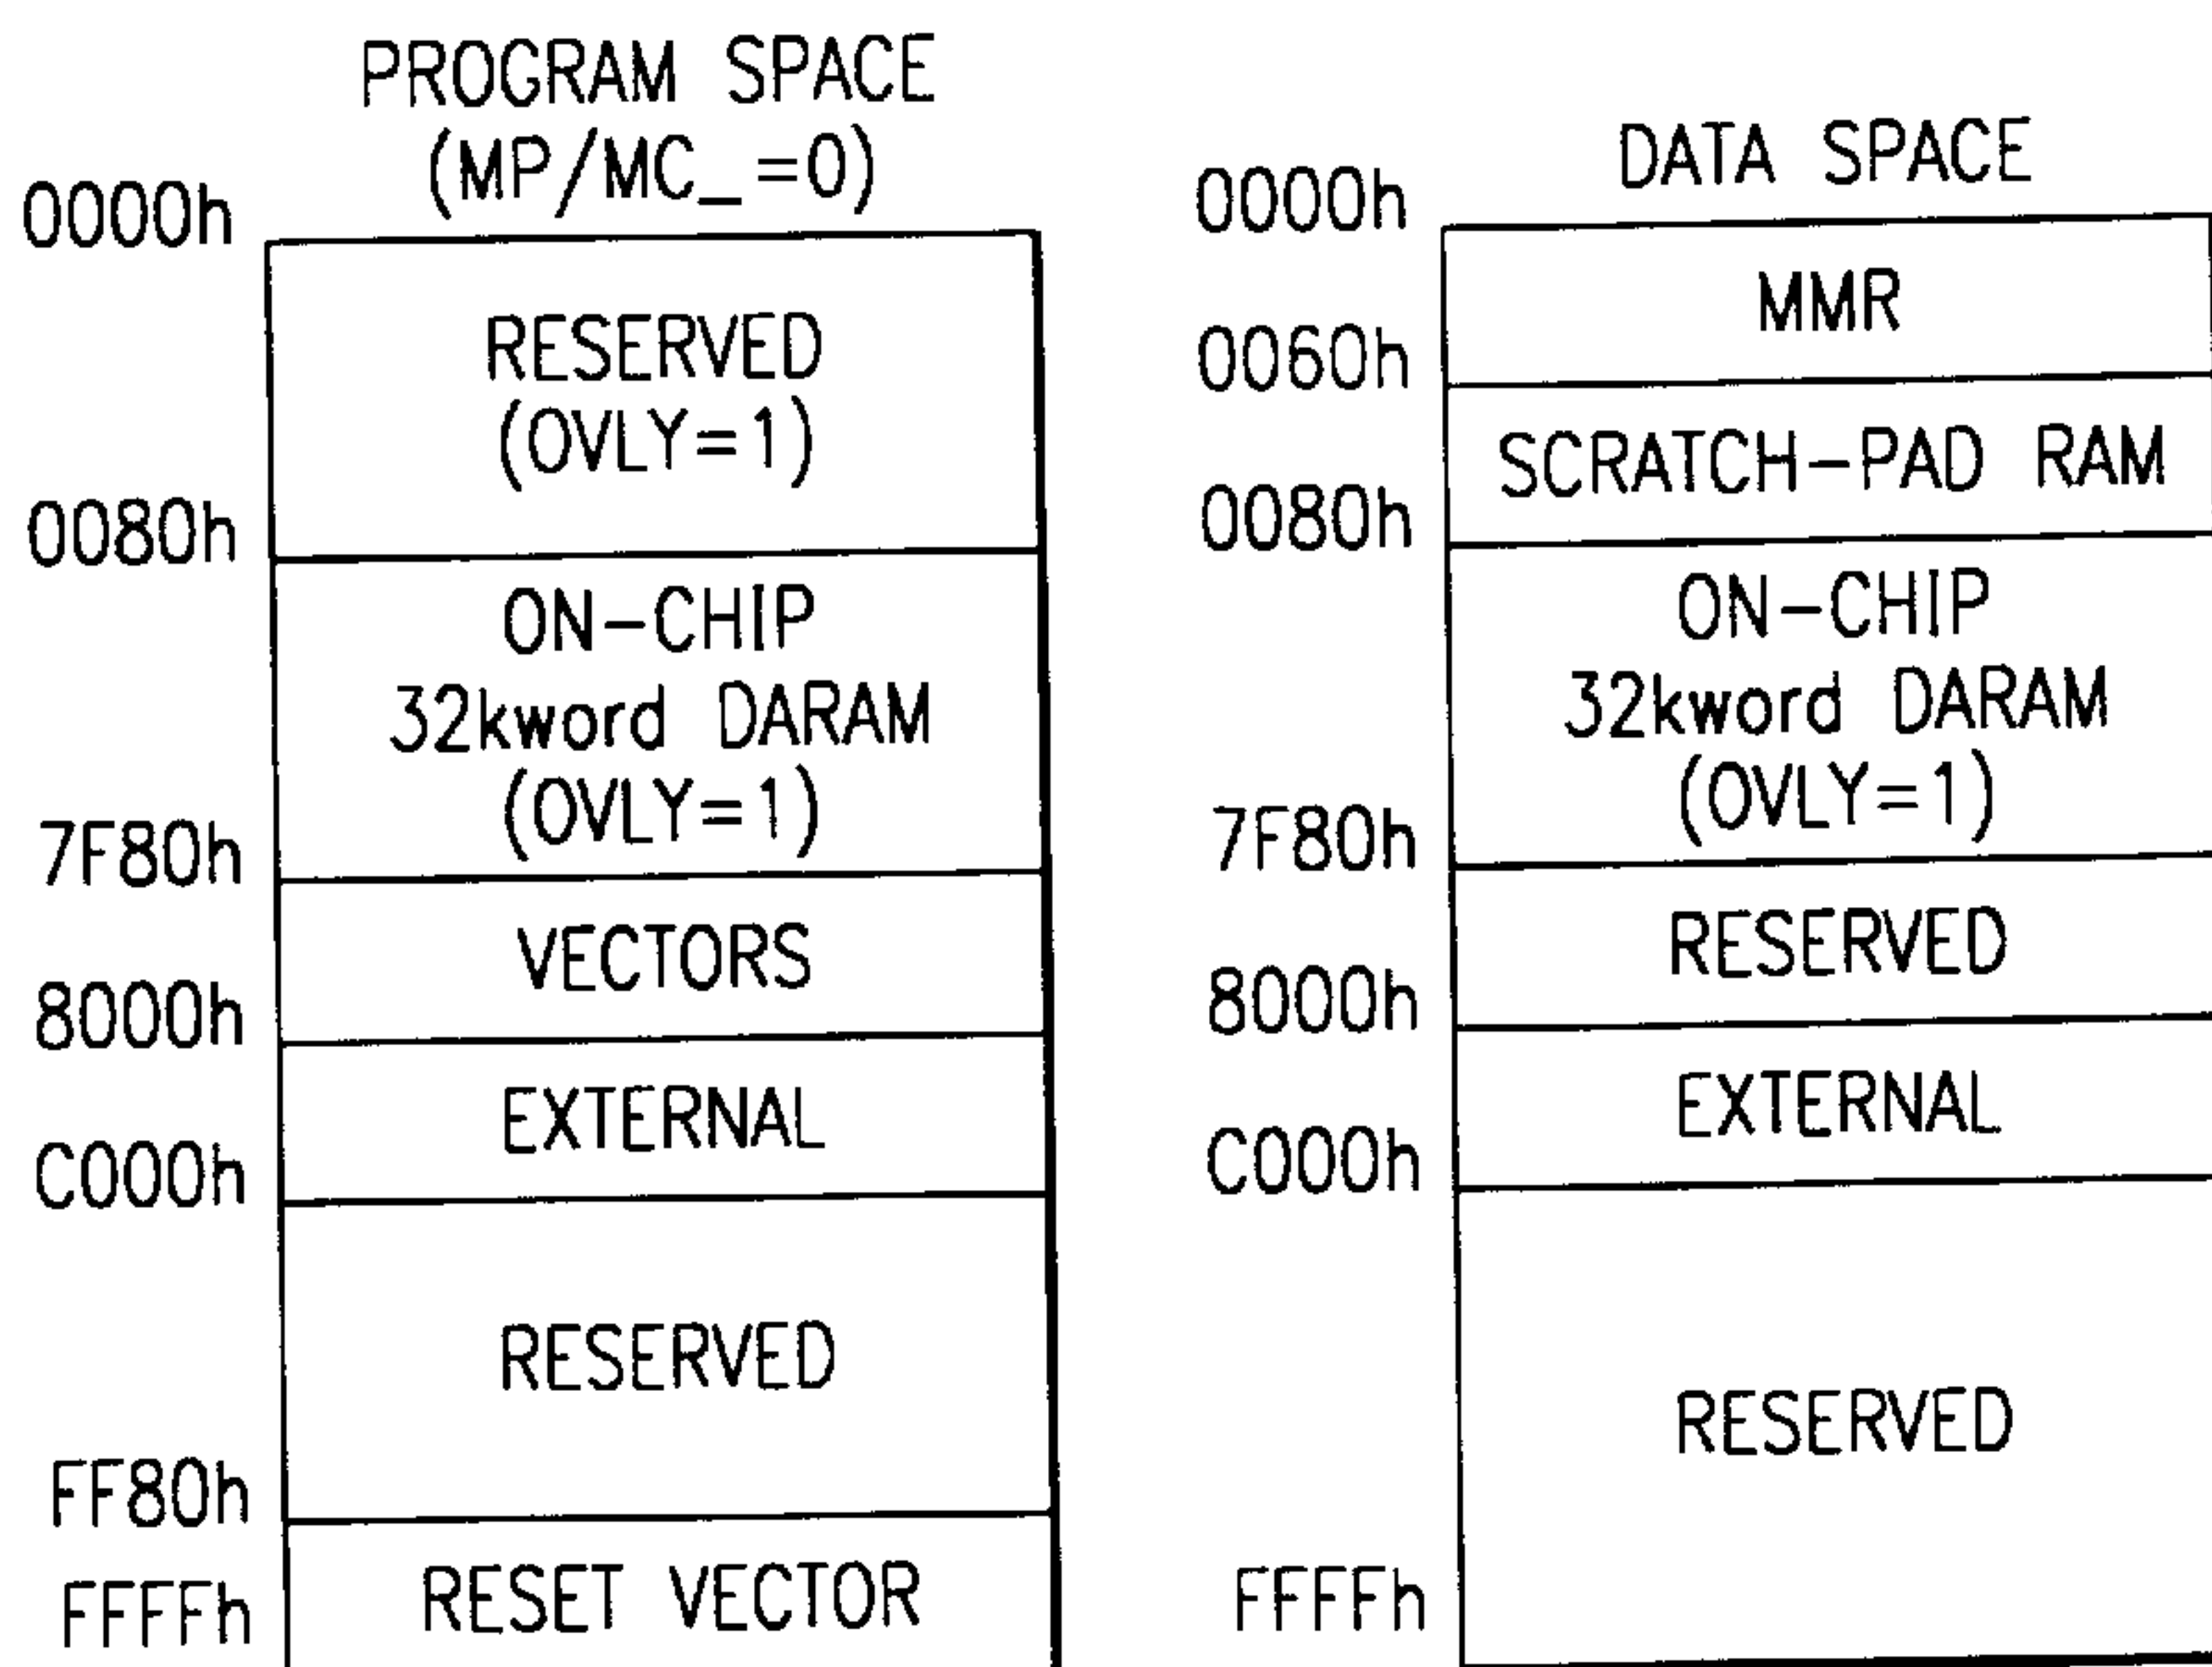 PROGRAM SPACE
(MP/MC_=0)
0000h
RESERVED
(OVLY=1)
0080h
ON-CHIP
32kword DARAM
(OVLY=1)
7F80h
VECTORS
8000h
EXTERNAL
C000h
RESERVED
FF80h
RESET VECTOR
FFFFh
DATA SPACE
0000h
MMR
0060h
SCRATCH-PAD RAM
0080h
ON-CHIP
32kword DARAM
(OVLY=1)
7F80h
RESERVED
8000h
EXTERNAL
C000h
RESERVED
FFFFh